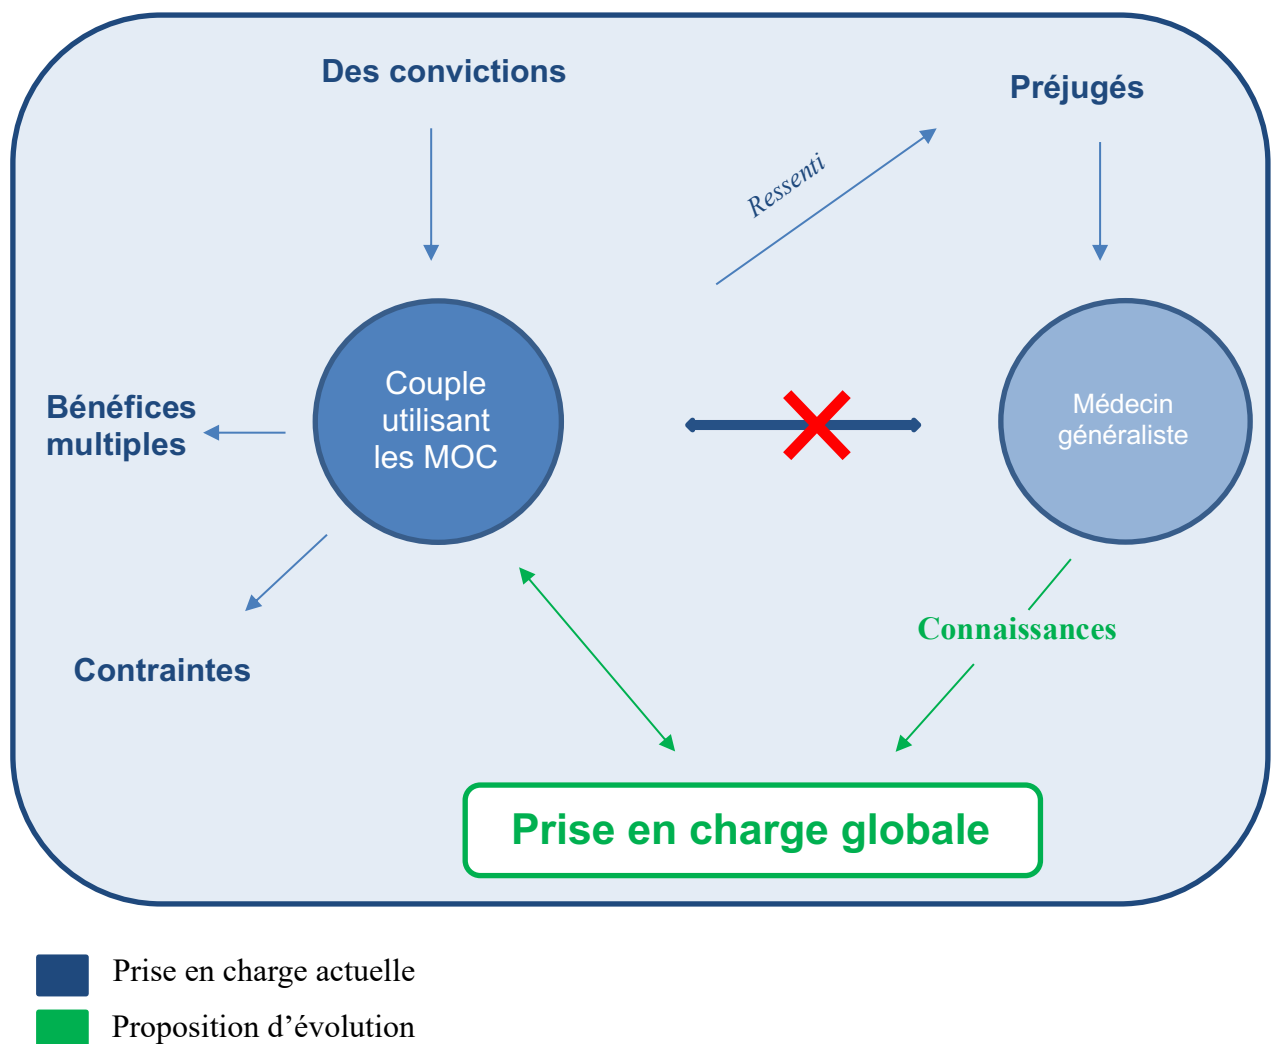 Des convictions
Préjugés
Ressenti
Couple
utilisant
les MOC
Médecin
généraliste
Bénéfices
multiples
Connaissances
Contraintes
Prise en charge globale
Prise en charge actuelle
Proposition d’évolution